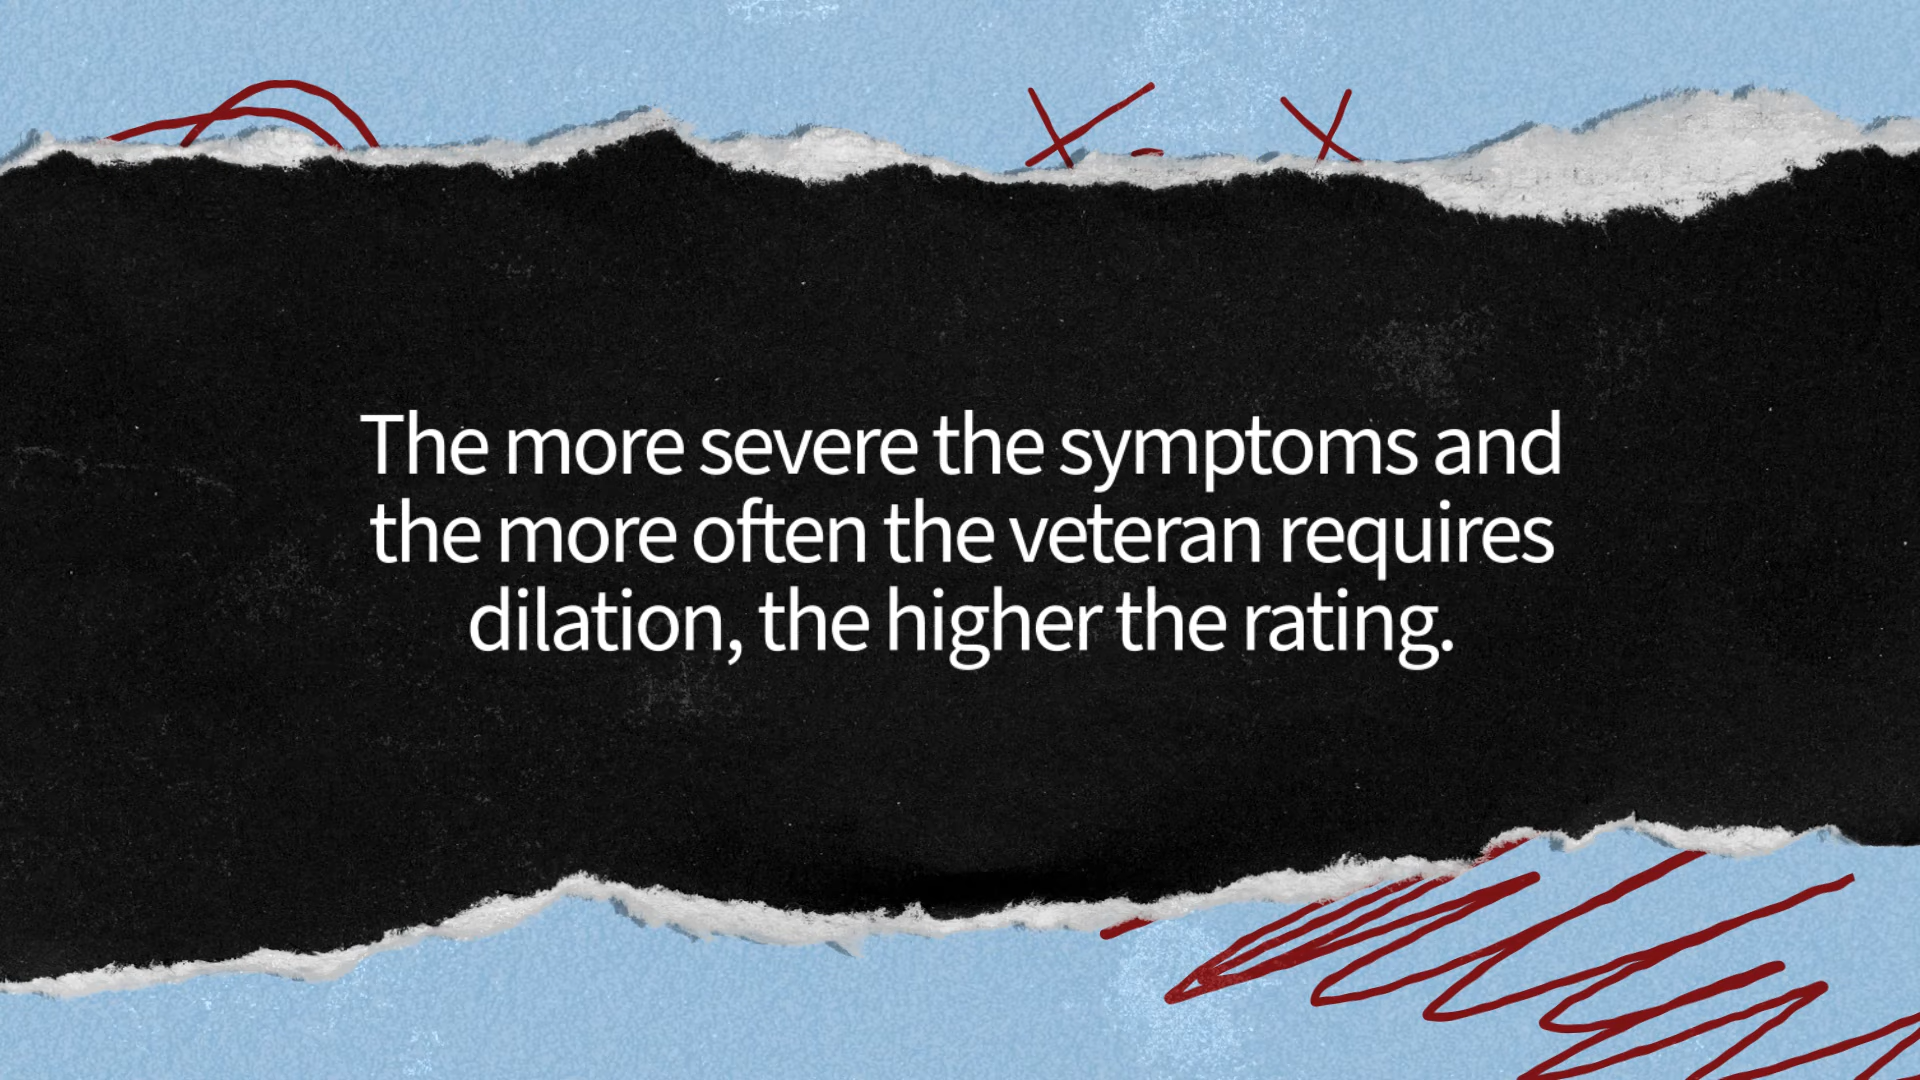 The more severe the symptoms and
the more often the veteran requires
dilation, the higher the rating.